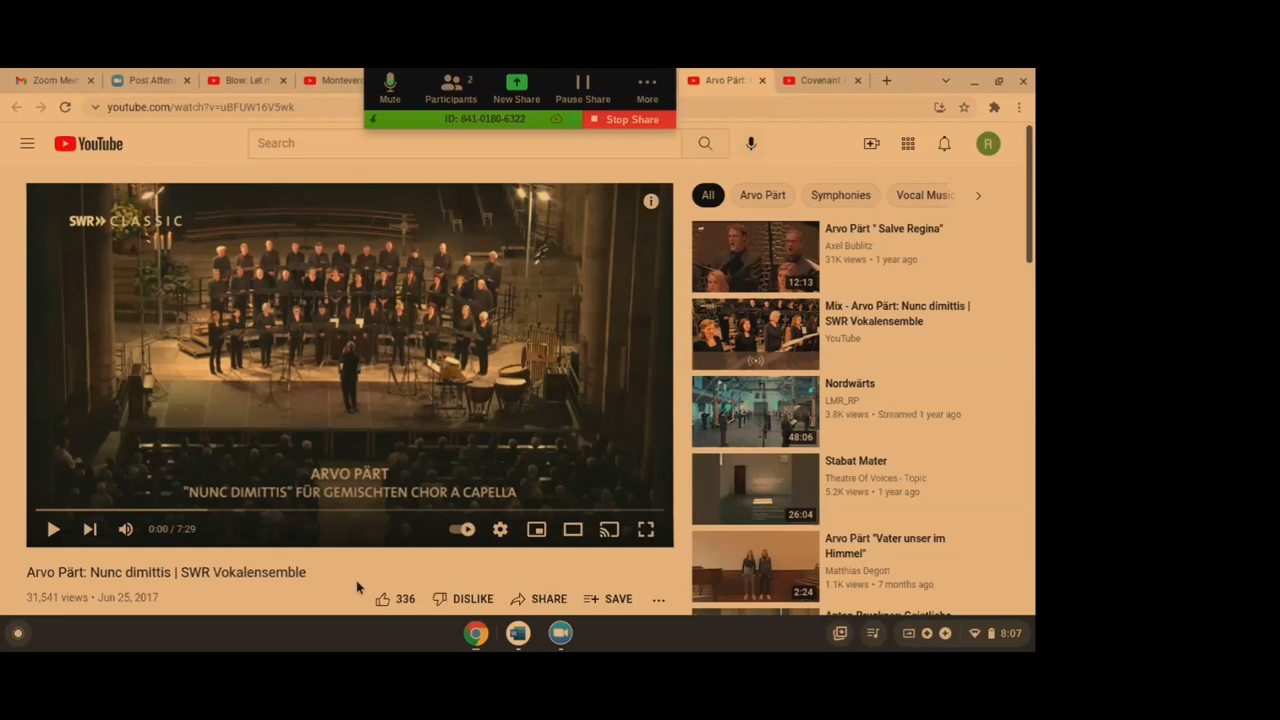 Zoom Mee
Post Atten
Blow: Let m
Monteverd
Arvo Pärt:
Covenant
Mute
Participants
2
New Share
Pause Share
More
ID: 841-0180-6322
Stop Share
youtube.com/watch?v=uBFUW16V5wk
YouTube
Search
R
SWR» CLASSIC
ARVO PÄRT
"NUNC DIMITTIS" FÜR GEMISCHTEN CHOR A CAPELLA
0:00 / 7:29
Arvo Pärt: Nunc dimittis | SWR Vokalensemble
31,541 views • Jun 25, 2017
336
DISLIKE
SHARE
SAVE
All
Arvo Pärt
Symphonies
Vocal Music
Arvo Pärt " Salve Regina"
Axel Bublitz
31K views • 1 year ago
12:13
Mix - Arvo Pärt: Nunc dimittis |
SWR Vokalensemble
YouTube
Nordwärts
LMR_RP
3.8K views • Streamed 1 year ago
48:06
Stabat Mater
Theatre Of Voices - Topic
5.2K views • 1 year ago
26:04
Arvo Pärt "Vater unser im
Himmel"
Matthias Degott
1.1K views • 7 months ago
2:24
Anton Bruckner: Geistliche
8:07